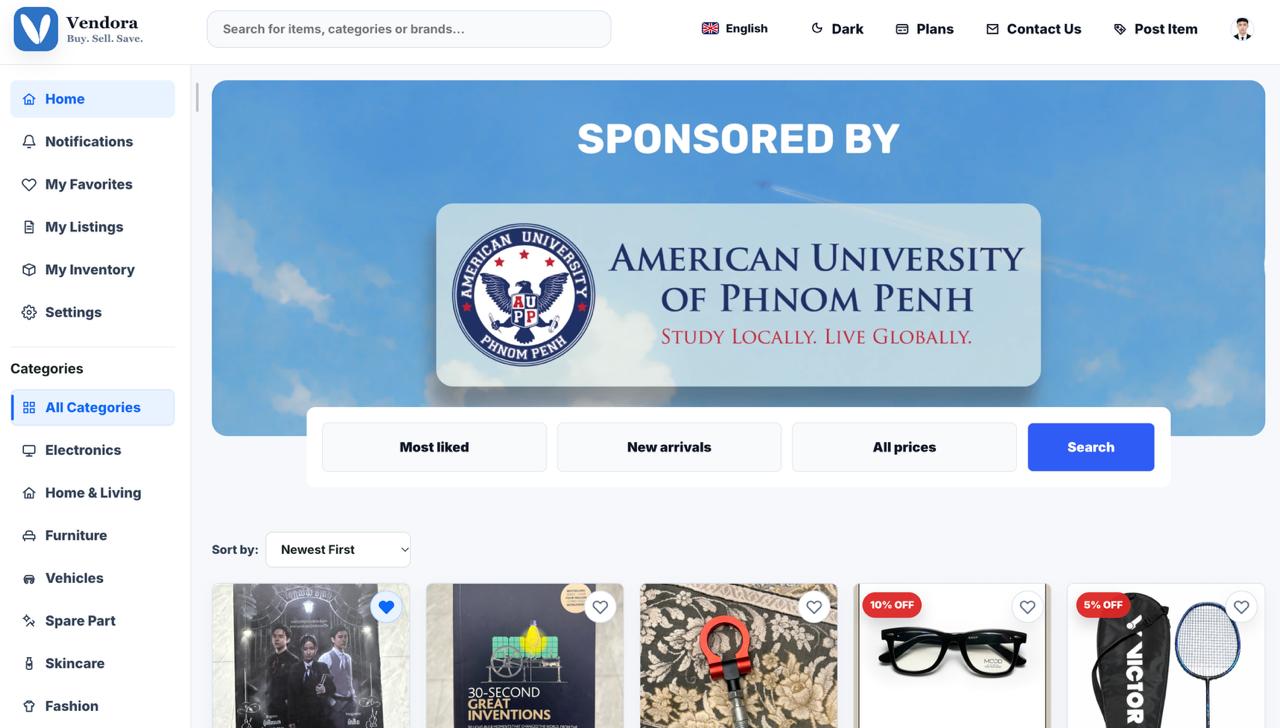 Vendora
Buy. Sell. Save.
Search for items, categories or brands...
English
Dark
Plans
Contact Us
Post Item
Home
Notifications
My Favorites
My Listings
My Inventory
Settings
Categories
All Categories
Electronics
Home & Living
Furniture
Vehicles
Spare Part
Skincare
Fashion
SPONSORED BY
AMERICAN UNIVERSITY
PHNOM PENH
AU
PP
AMERICAN UNIVERSITY
OF PHNOM PENH
STUDY LOCALLY. LIVE GLOBALLY.
Most liked
New arrivals
All prices
Search
Sort by:
Newest First
30-SECOND
GREAT
INVENTIONS
10% OFF
MOOD
5% OFF
VICTOR